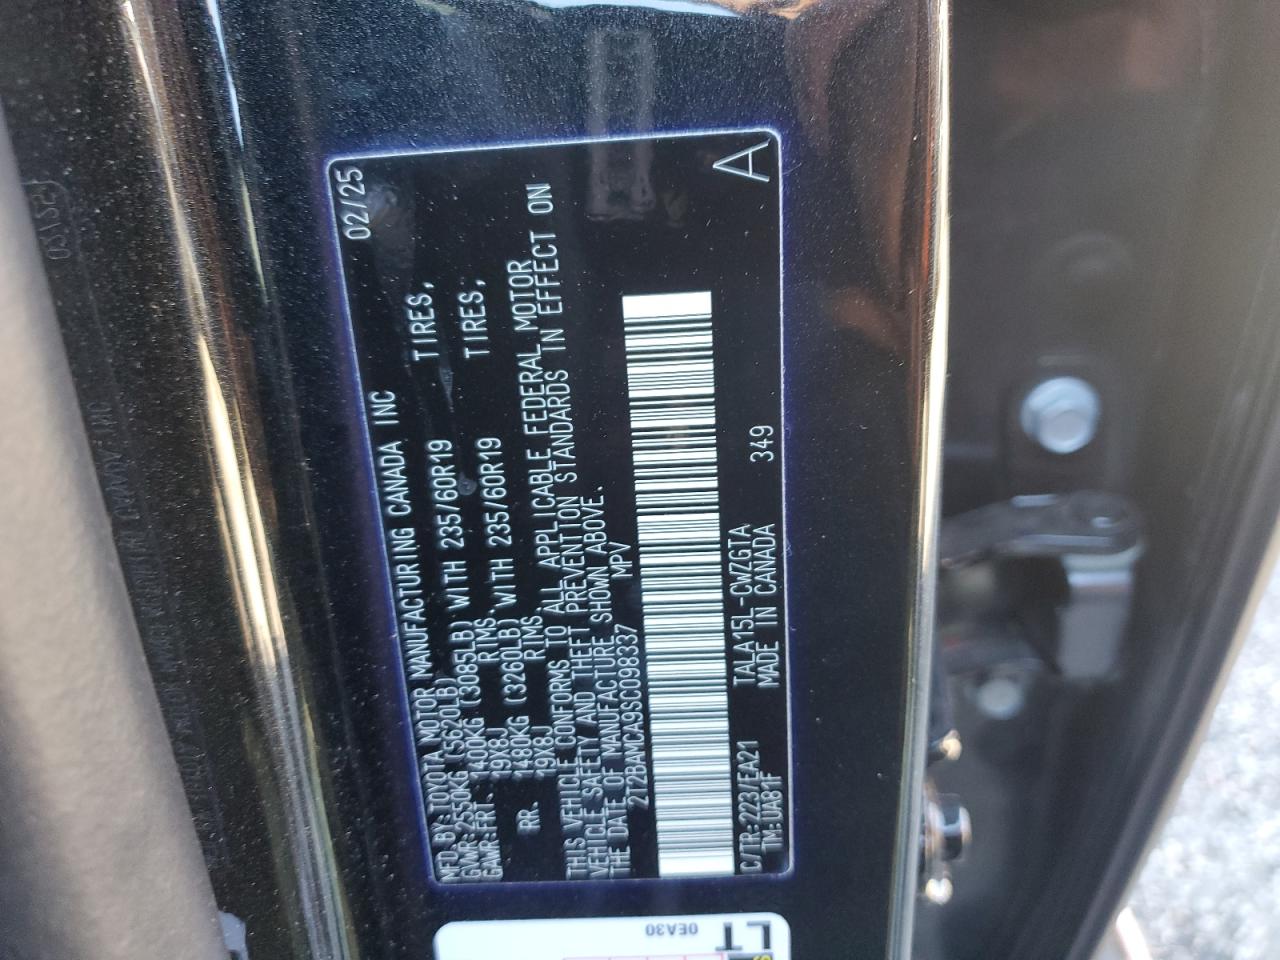 MFD.BY:TOYOTA MOTOR MANUFACTURING CANADA INC 02/25
GVWR:2550KG (5620LB)
GAWR:FRT. 1400KG (3085LB) WITH 235/60R19 TIRES,
19X8J RIMS
RR. 1480KG (3260LB) WITH 235/60R19 TIRES,
19X8J RIMS
THIS VEHICLE CONFORMS TO ALL APPLICABLE FEDERAL MOTOR
VEHICLE SAFETY AND THEFT PREVENTION STANDARDS IN EFFECT ON
THE DATE OF MANUFACTURE SHOWN ABOVE.
2T2BAMCA9SC098337 MPV
C/TR:223/EA21 TALA15L-CWZGTA 349 A
TM:UA81F MADE IN CANADA
0EA30
LT